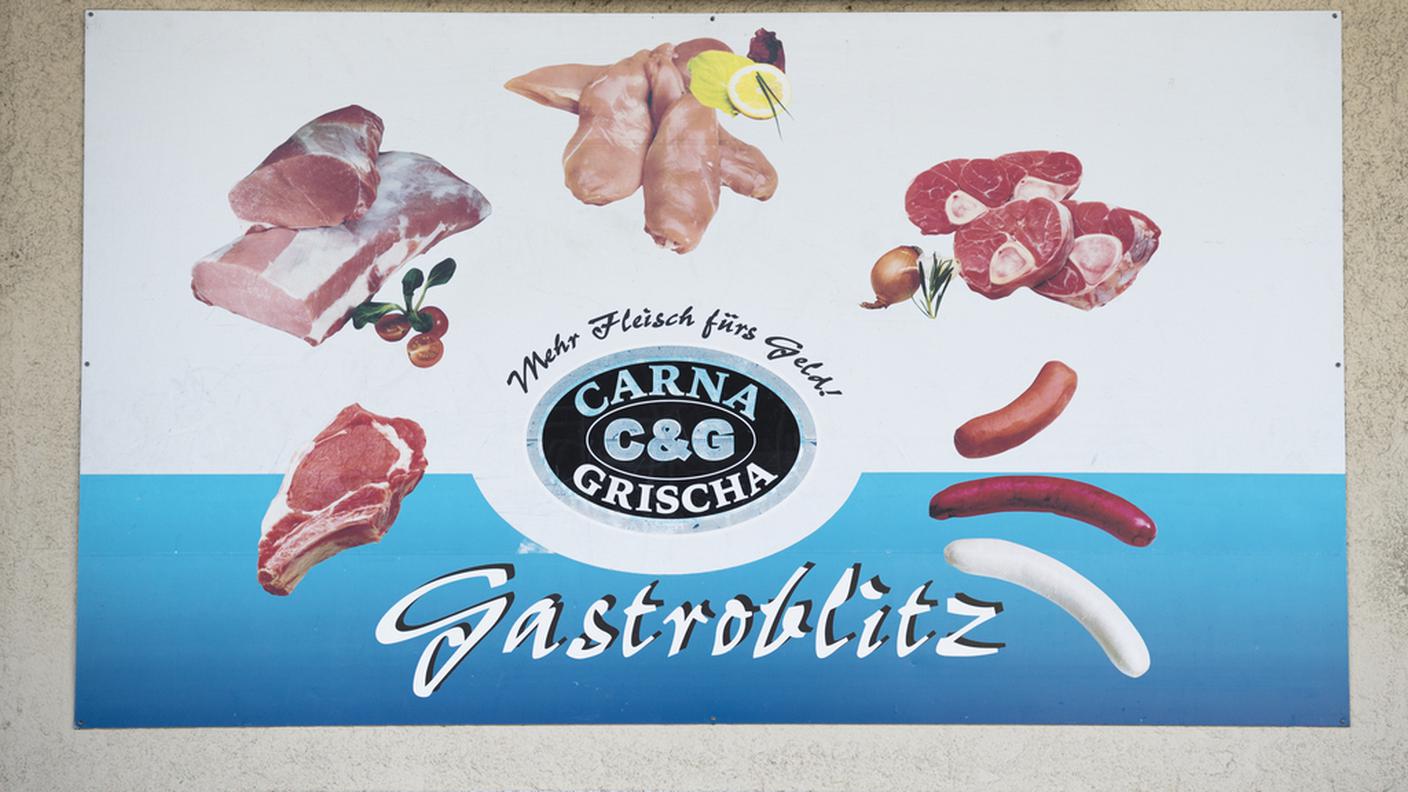 Mehr Fleisch fürs Geld!
CARNA
C&G
GRISCHA
Gastroblitz